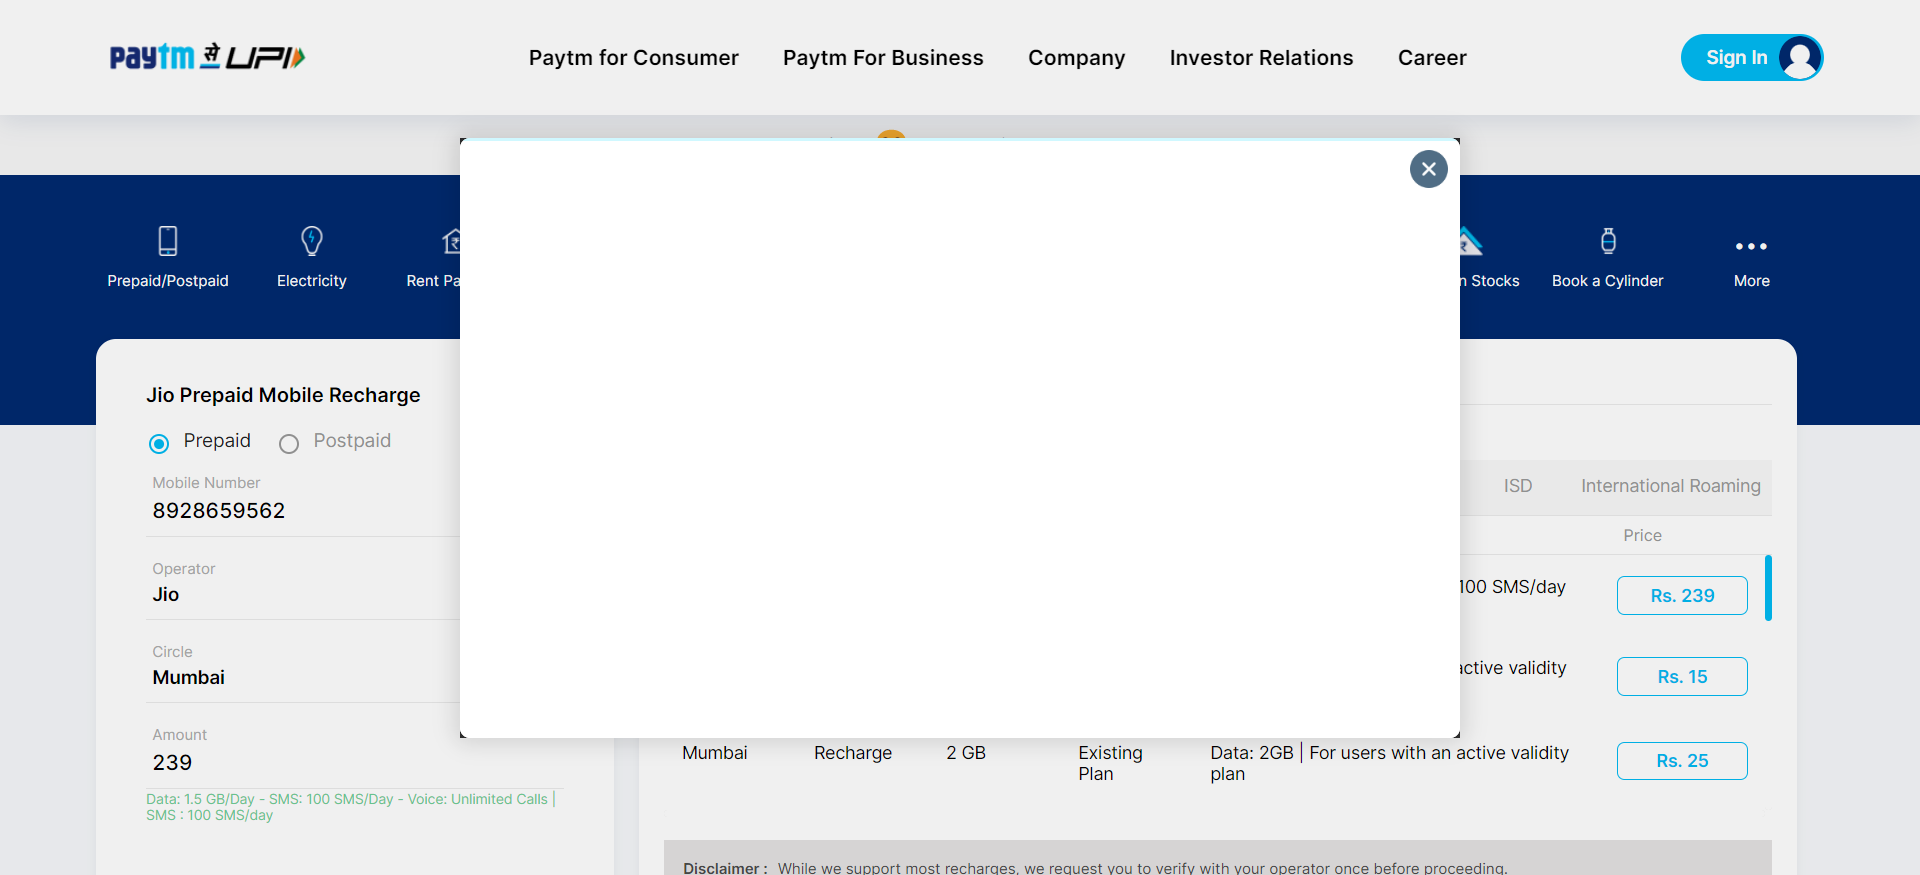 paytm से UPI
Paytm for Consumer
Paytm For Business
Company
Investor Relations
Career
Sign In
Prepaid/Postpaid
Electricity
Rent Pa
n Stocks
Book a Cylinder
More
Jio Prepaid Mobile Recharge
Prepaid
Postpaid
Mobile Number
8928659562
Operator
Jio
Circle
Mumbai
Amount
239
Data: 1.5 GB/Day - SMS: 100 SMS/Day - Voice: Unlimited Calls |
SMS : 100 SMS/day
ISD
International Roaming
Price
100 SMS/day
Rs. 239
active validity
Rs. 15
Mumbai
Recharge
2 GB
Existing
Plan
Data: 2GB | For users with an active validity
plan
Rs. 25
Disclaimer : While we support most recharges, we request you to verify with your operator once before proceeding.